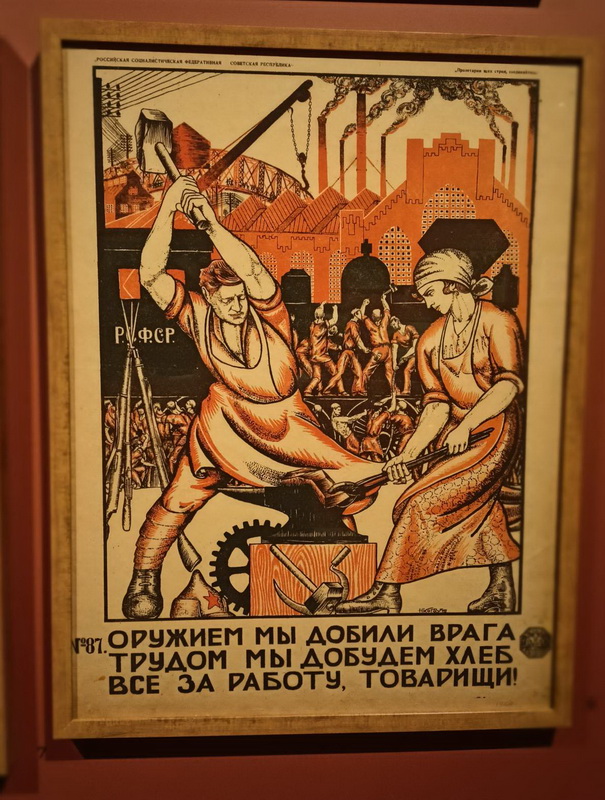 „РОССИЙСКАЯ СОЦИАЛИСТИЧЕСКАЯ ФЕДЕРАТИВНАЯ СОВЕТСКАЯ РЕСПУБЛИКА“
„Пролетарии всех стран, соединяйтесь!“
Р.С.Ф.С.Р.
№87. ОРУЖИЕМ МЫ ДОБИЛИ ВРАГА
ТРУДОМ МЫ ДОБУДЕМ ХЛЕБ
ВСЕ ЗА РАБОТУ, ТОВАРИЩИ!